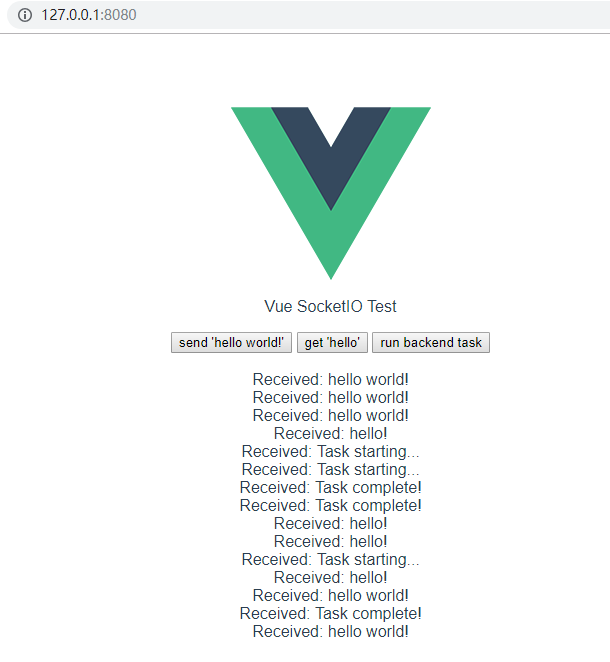 127.0.0.1:8080
Vue SocketIO Test
send 'hello world!' get 'hello' run backend task
Received: hello world!
Received: hello world!
Received: hello world!
Received: hello!
Received: Task starting...
Received: Task starting...
Received: Task complete!
Received: Task complete!
Received: hello!
Received: hello!
Received: Task starting...
Received: hello!
Received: hello world!
Received: Task complete!
Received: hello world!